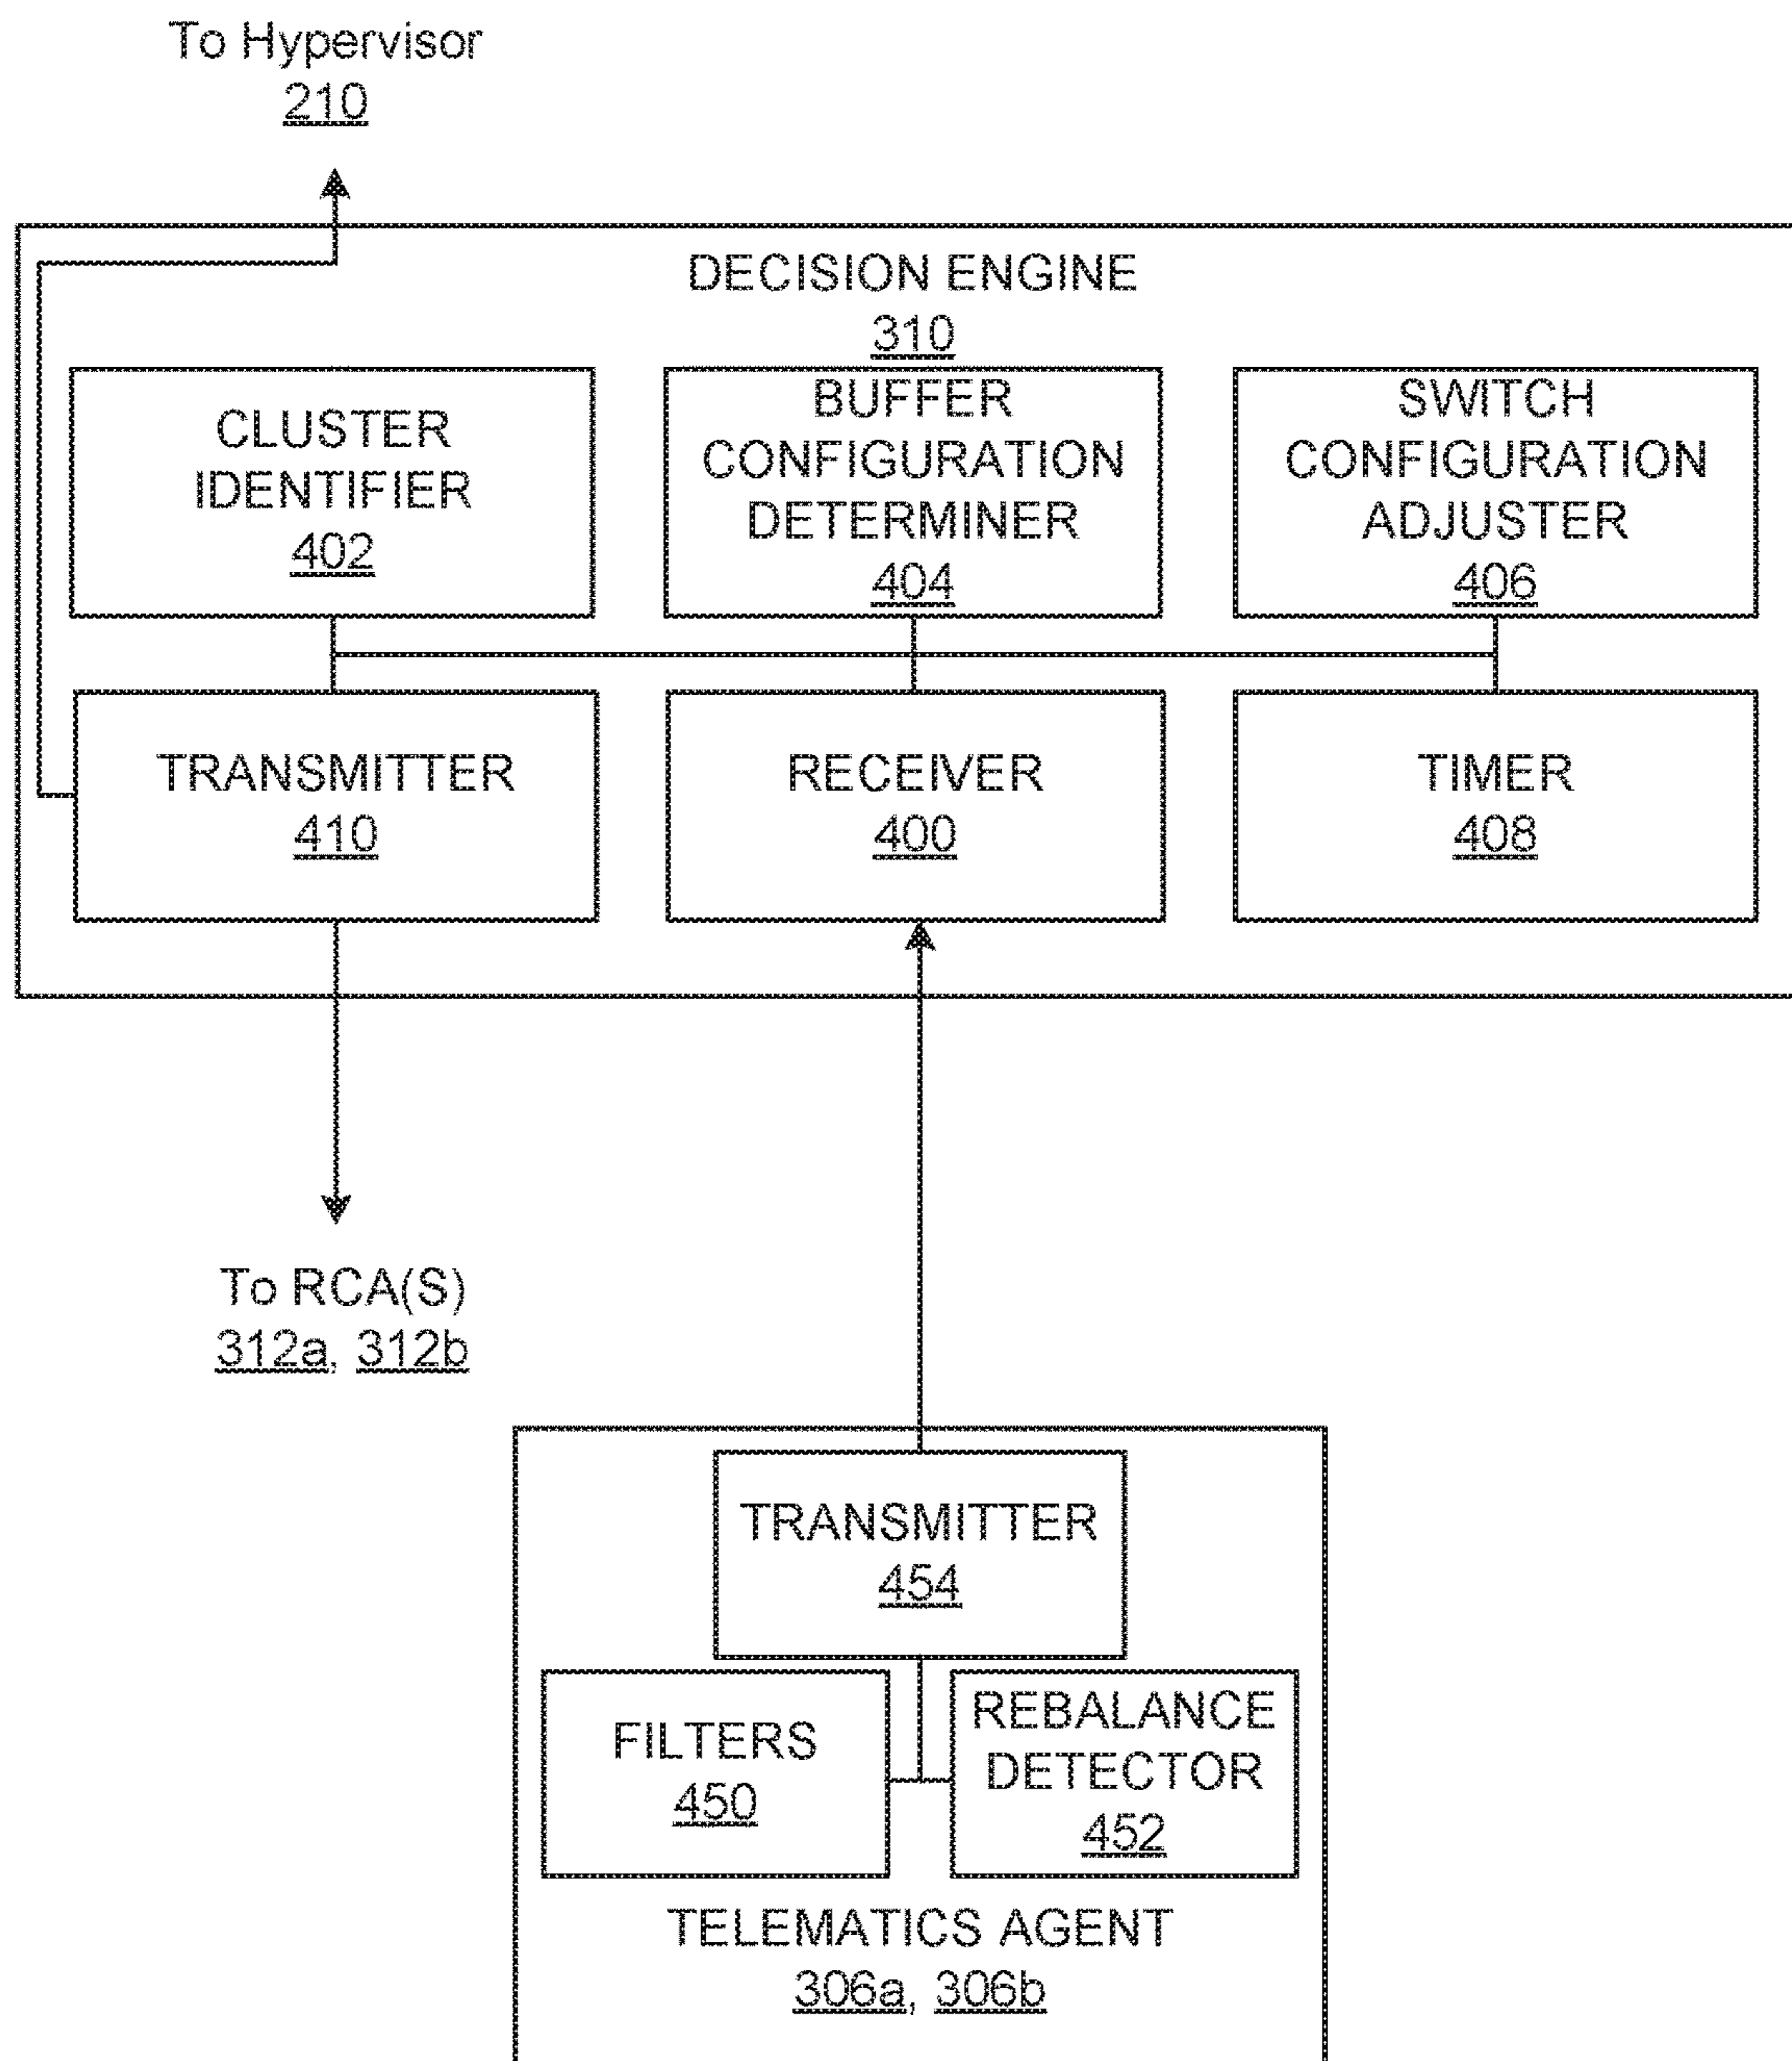 To Hypervisor
210
DECISION ENGINE
310
CLUSTER
IDENTIFIER
402
BUFFER
CONFIGURATION
DETERMINER
404
SWITCH
CONFIGURATION
ADJUSTER
406
TRANSMITTER
410
RECEIVER
400
TIMER
408
To RCA(S)
312a, 312b
TRANSMITTER
454
FILTERS
450
REBALANCE
DETECTOR
452
TELEMATICS AGENT
306a, 306b